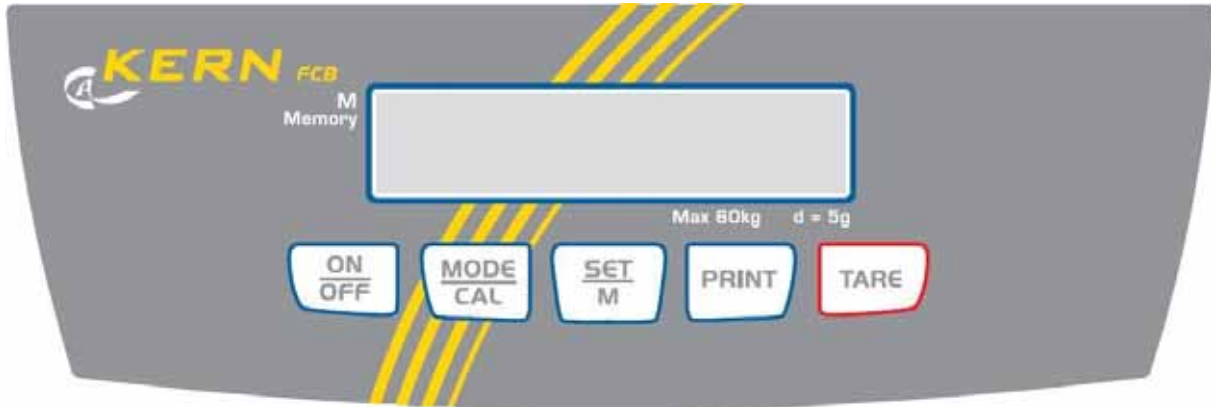 KERN FCB
M
Memory
Max 60kg d = 5g
ON
OFF
MODE
CAL
SET
M
PRINT
TARE